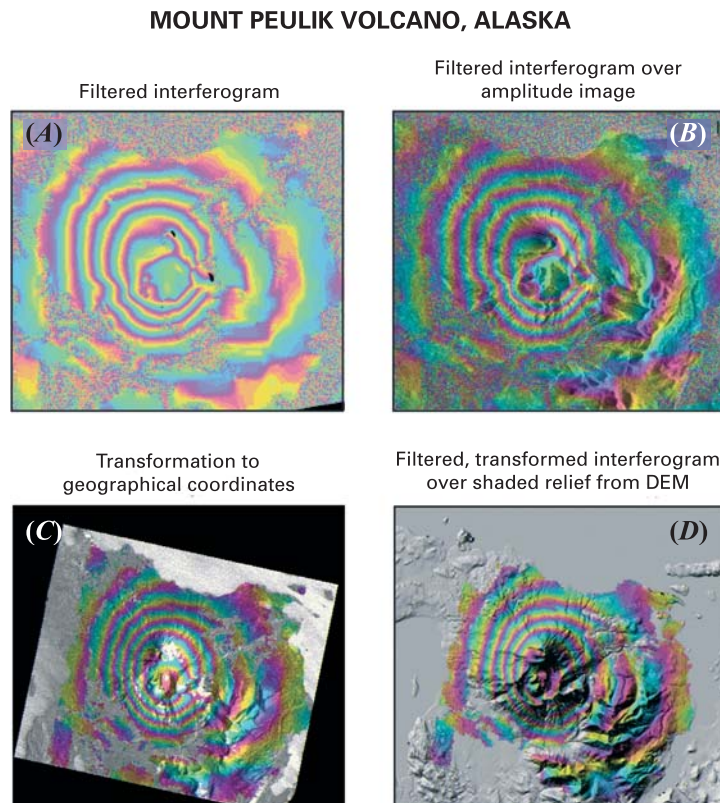 MOUNT PEULIK VOLCANO, ALASKA
Filtered interferogram
(A)
Filtered interferogram over
amplitude image
(B)
Transformation to
geographical coordinates
(C)
Filtered, transformed interferogram
over shaded relief from DEM
(D)